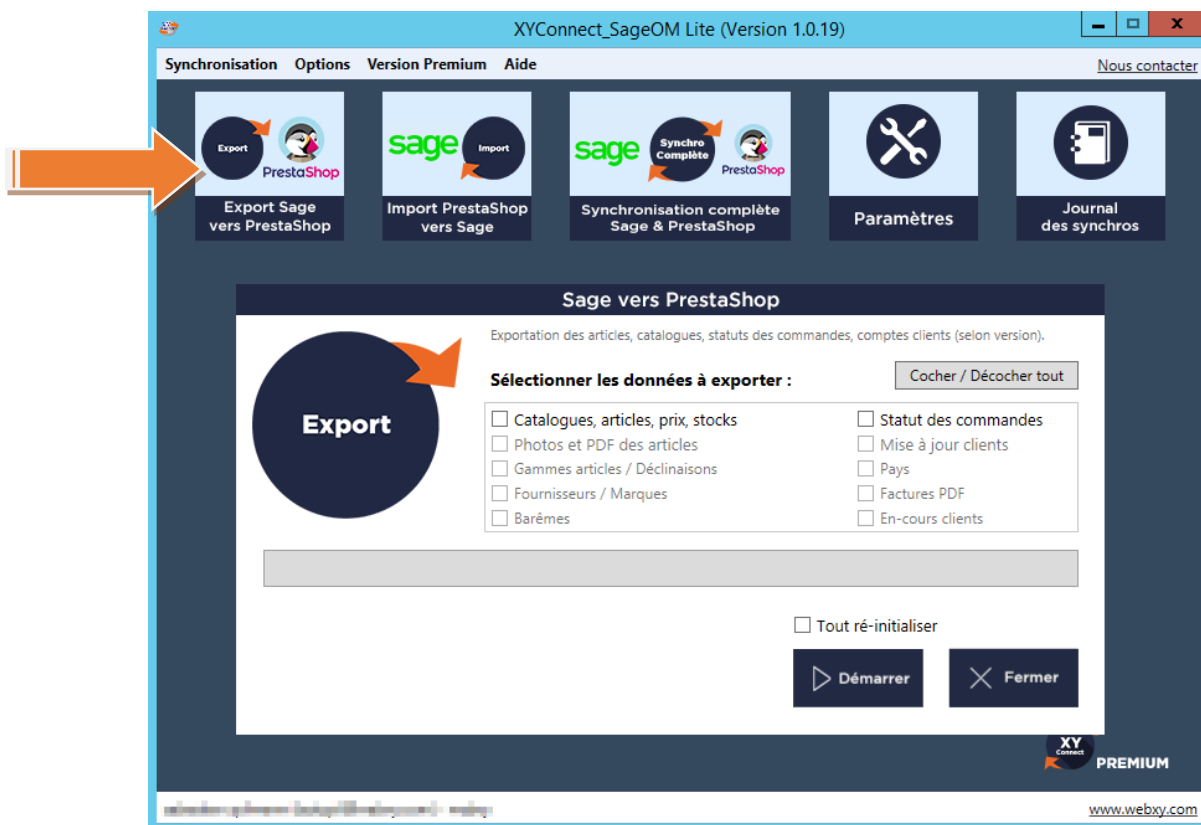 XYConnect_SageOM Lite (Version 1.0.19)
Synchronisation Options Version Premium Aide Nous contacter
Export
PrestaShop
Export Sage
vers PrestaShop
sage Import
Import PrestaShop
vers Sage
sage Synchro
Complète
PrestaShop
Synchronisation complète
Sage & PrestaShop
Paramètres
Journal
des synchros
Sage vers PrestaShop
Exportation des articles, catalogues, statuts des commandes, comptes clients (selon version).
Sélectionner les données à exporter : Cocher / Décocher tout
Export
Catalogues, articles, prix, stocks Statut des commandes
Photos et PDF des articles Mise à jour clients
Gammes articles / Déclinaisons Pays
Fournisseurs / Marques Factures PDF
Barêmes En-cours clients
Tout ré-initialiser
Démarrer Fermer
XY
Connect
PREMIUM
www.webxy.com